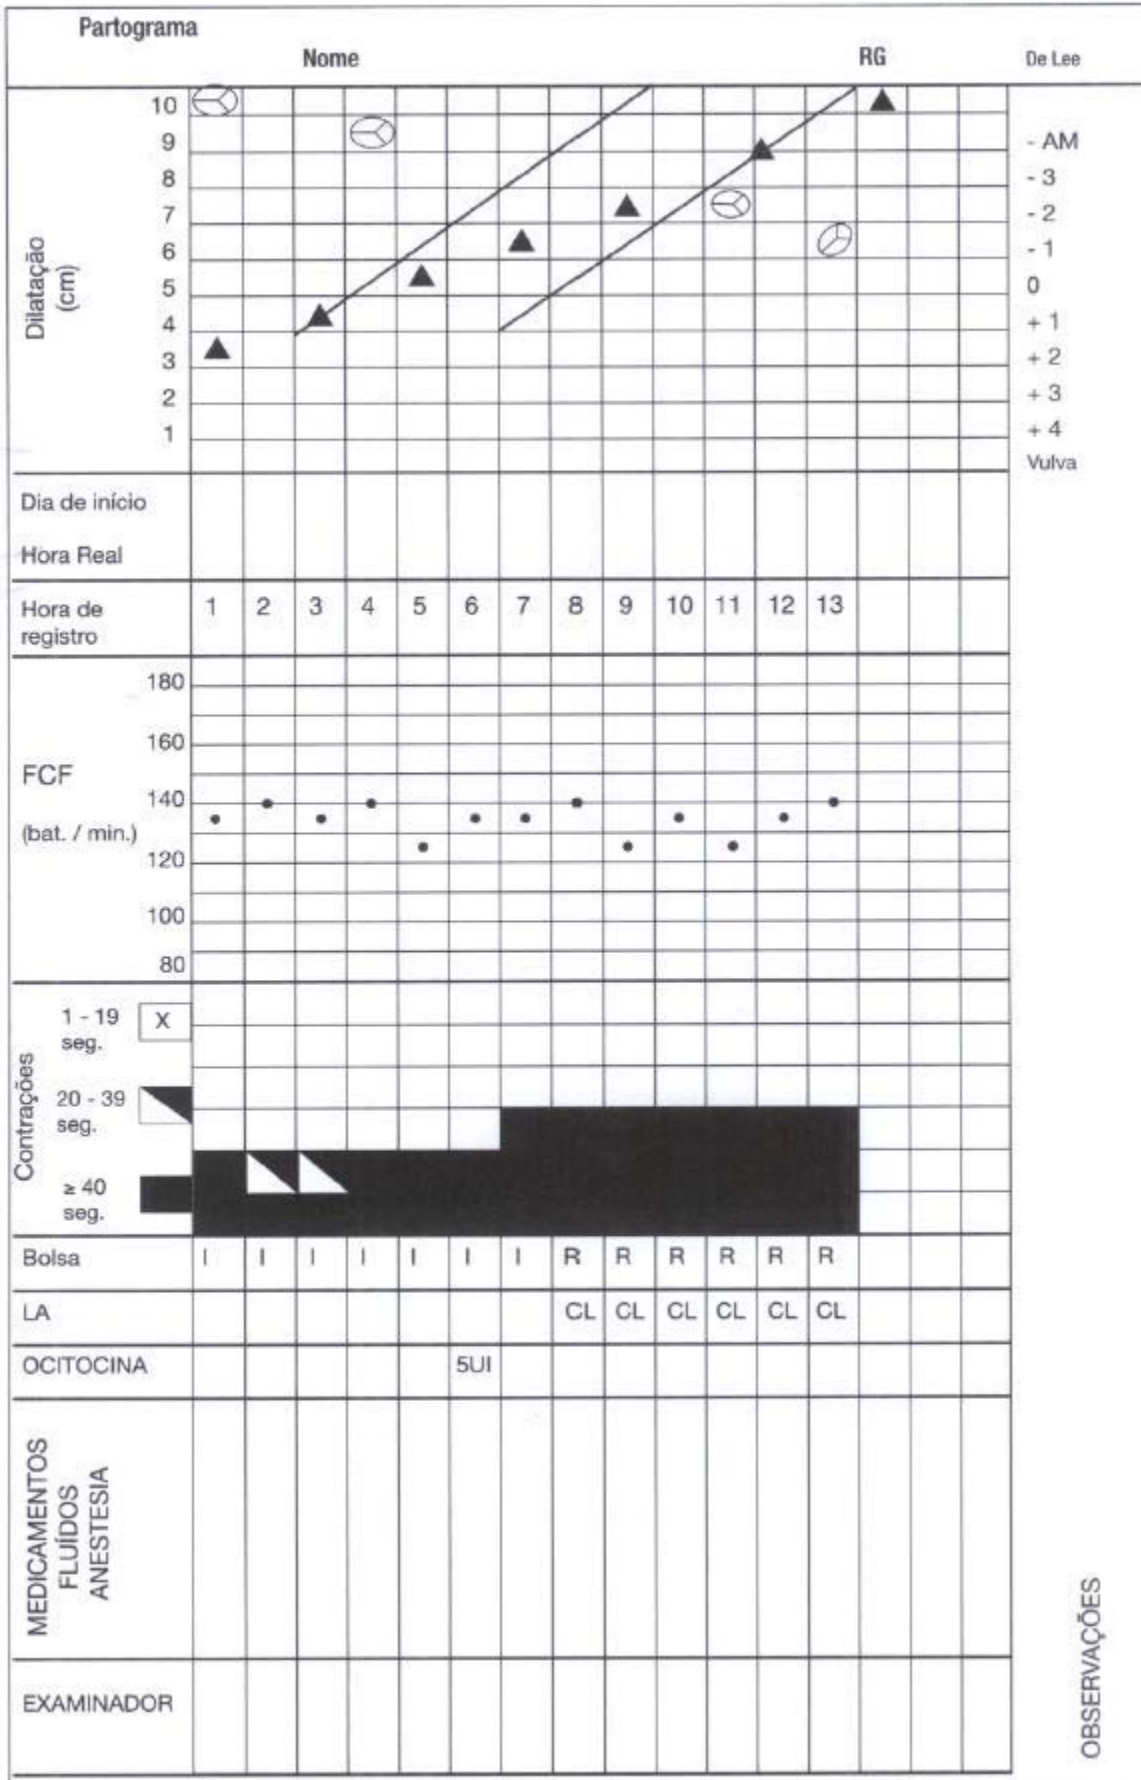 Partograma
Nome RG De Lee
Dilatação
(cm)
10
9
8
7
6
5
4
3
2
1
- AM
- 3
- 2
- 1
0
+ 1
+ 2
+ 3
+ 4
Vulva
Dia de início
Hora Real
Hora de
registro
1 2 3 4 5 6 7 8 9 10 11 12 13
FCF
(bat. / min.)
180
160
140
120
100
80
Contrações
1 - 19
seg.
X
20 - 39
seg.
≥ 40
seg.
Bolsa I I I I I I I R R R R R R
LA CL CL CL CL CL CL
OCITOCINA 5UI
MEDICAMENTOS
FLUÍDOS
ANESTESIA
EXAMINADOR
OBSERVAÇÕES